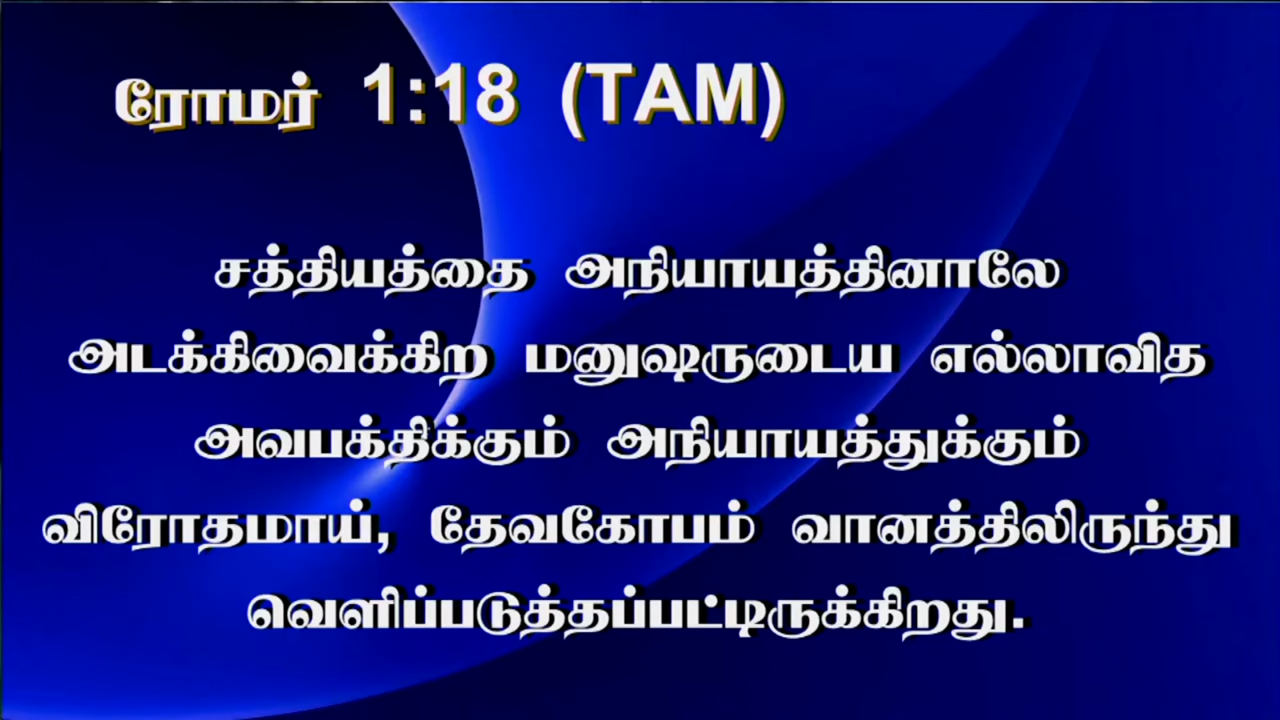 ரோமர் 1:18 (TAM)
சத்தியத்தை அநியாயத்தினாலே
அடக்கிவைக்கிற மனுஷருடைய எல்லாவித
அவபக்திக்கும் அநியாயத்துக்கும்
விரோதமாய், தேவகோபம் வானத்திலிருந்து
வெளிப்படுத்தப்பட்டிருக்கிறது.